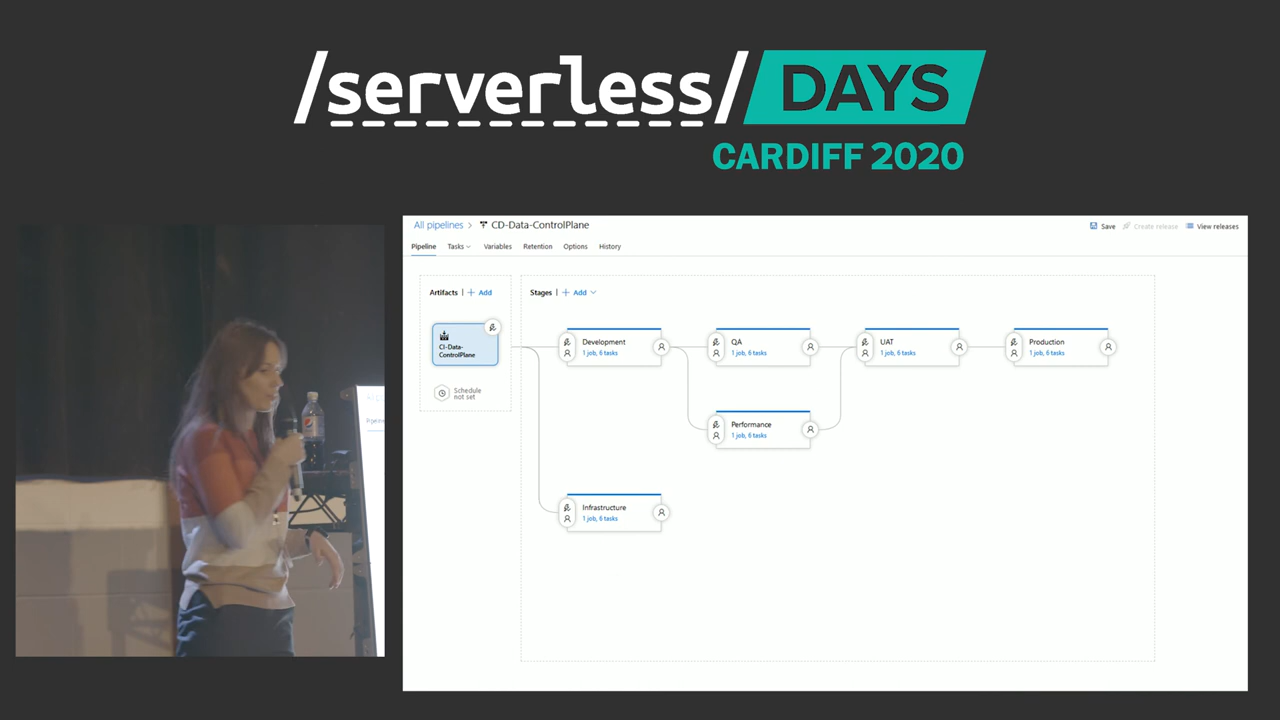 /serverless/ DAYS
CARDIFF 2020
All pipelines > CD-Data-ControlPlane
Save Create release View releases
Pipeline Tasks Variables Retention Options History
Artifacts | + Add
Stages | + Add
CI-Data-
ControlPlane
Schedule
not set
Development
1 job, 6 tasks
QA
1 job, 6 tasks
UAT
1 job, 6 tasks
Production
1 job, 6 tasks
Performance
1 job, 6 tasks
Infrastructure
1 job, 6 tasks
pepsi
Pipeline